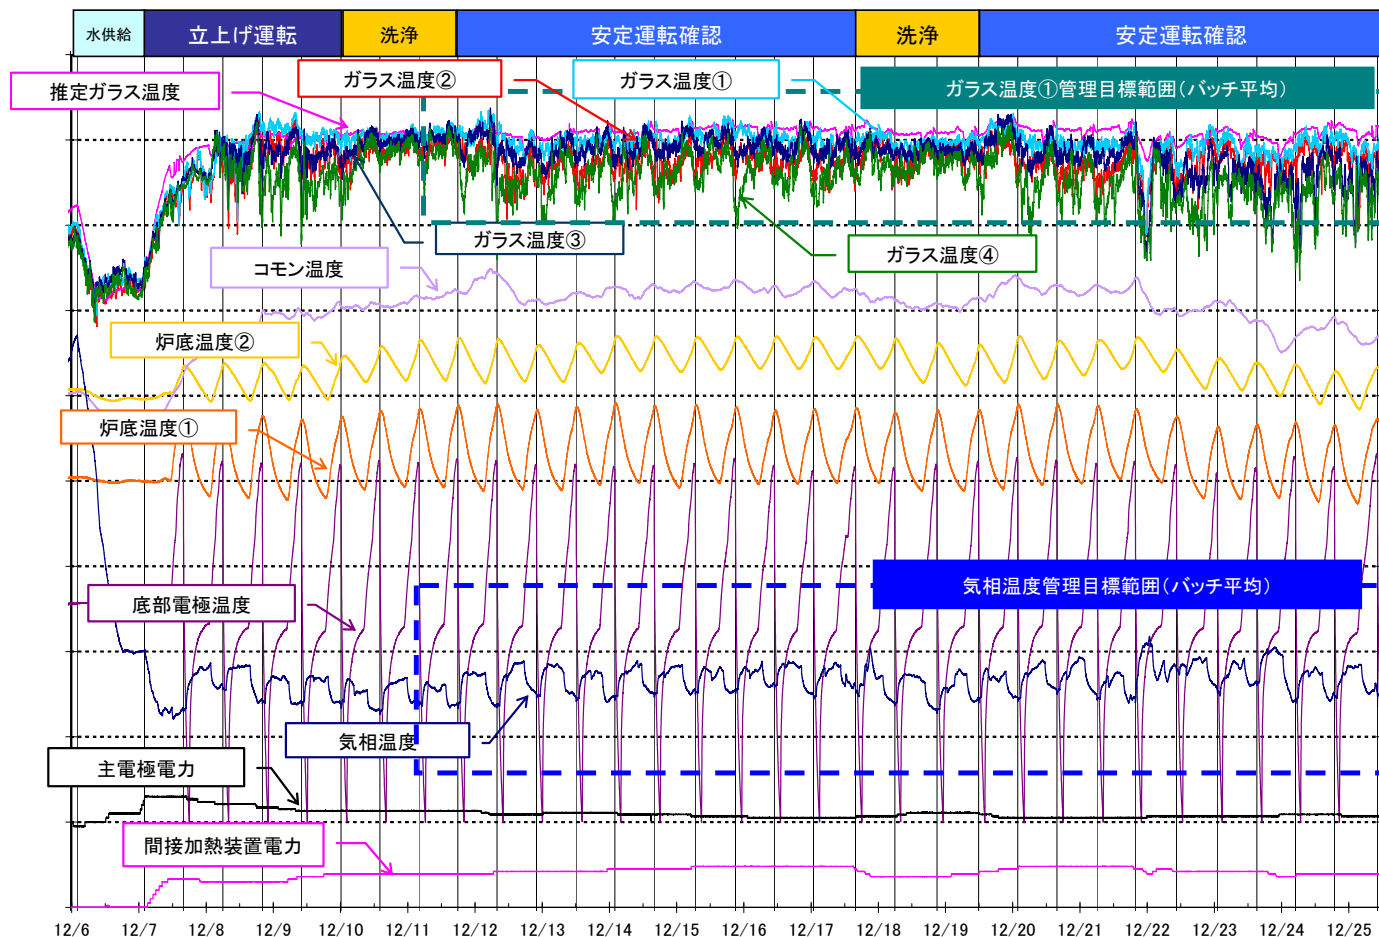 水供給
立上げ運転
洗浄
安定運転確認
洗浄
安定運転確認
推定ガラス温度
ガラス温度②
ガラス温度①
ガラス温度①管理目標範囲(バッチ平均)
ガラス温度③
ガラス温度④
コモン温度
炉底温度②
炉底温度①
底部電極温度
気相温度管理目標範囲(バッチ平均)
気相温度
主電極電力
間接加熱装置電力
12/6 12/7 12/8 12/9 12/10 12/11 12/12 12/13 12/14 12/15 12/16 12/17 12/18 12/19 12/20 12/21 12/22 12/23 12/24 12/25